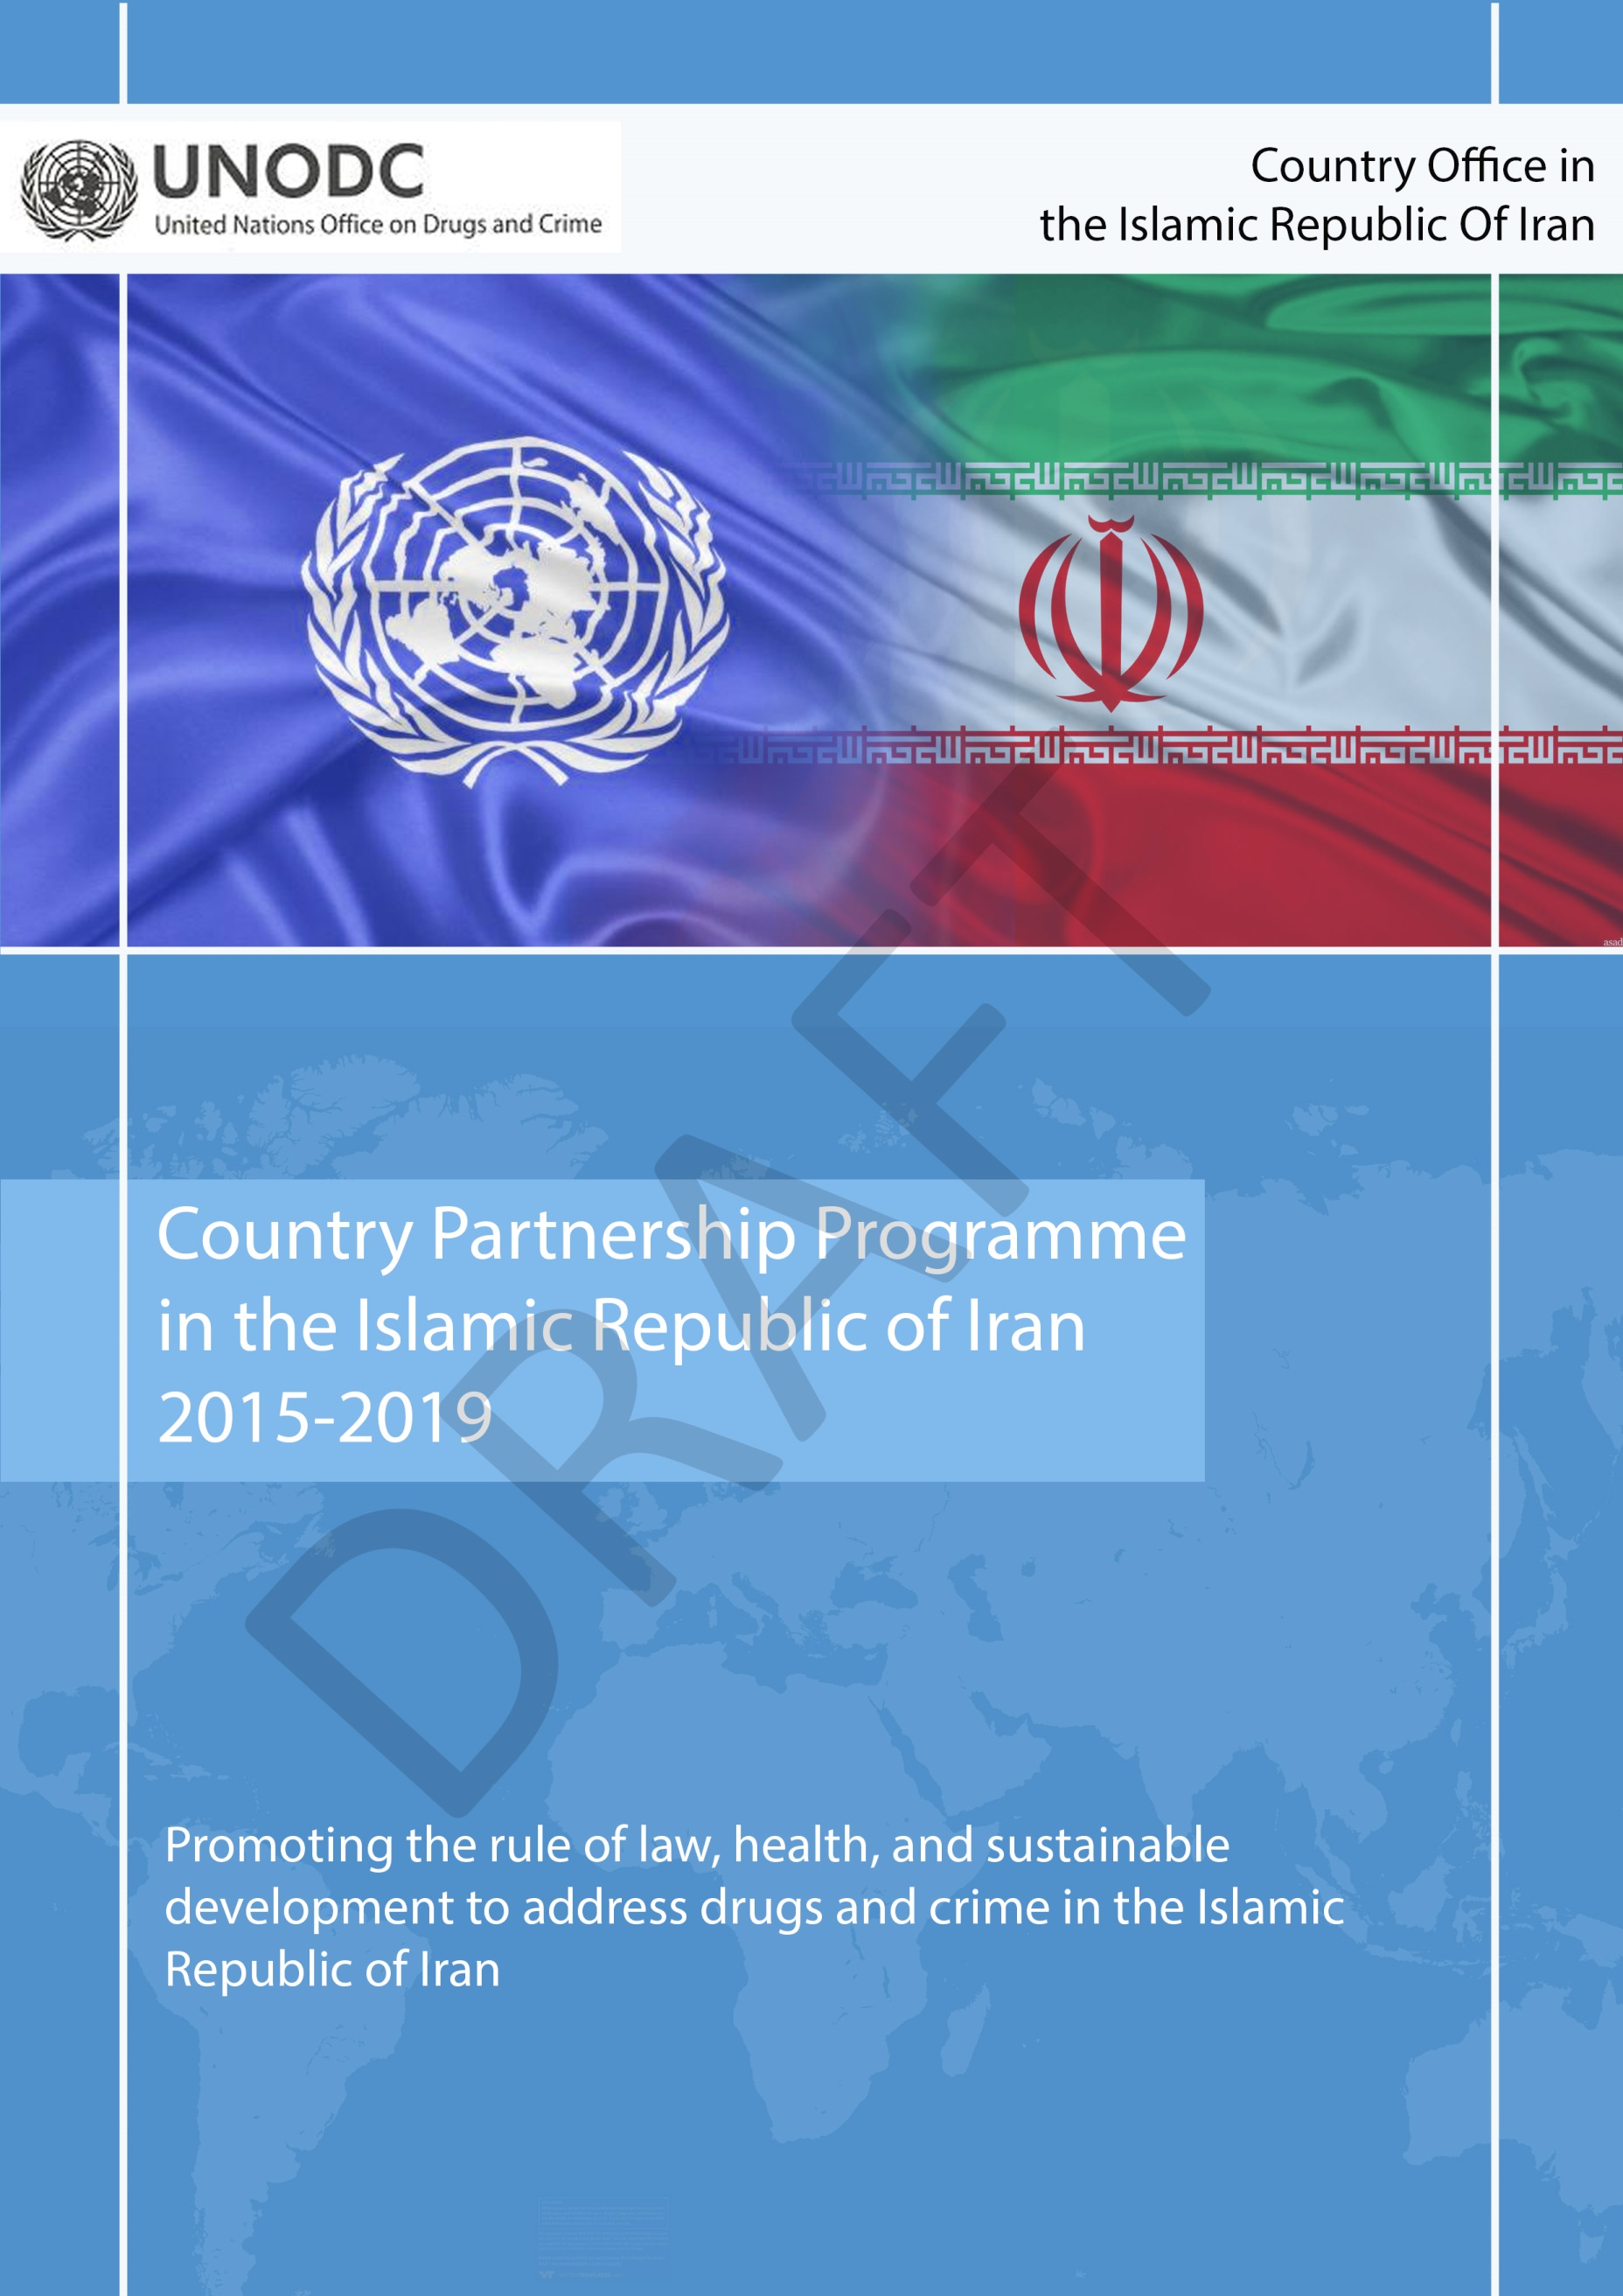 UNODC
United Nations Office on Drugs and Crime
Country Office in
the Islamic Republic Of Iran
asad
Country Partnership Programme
in the Islamic Republic of Iran
2015-2019
DRAFT
Promoting the rule of law, health, and sustainable
development to address drugs and crime in the Islamic
Republic of Iran